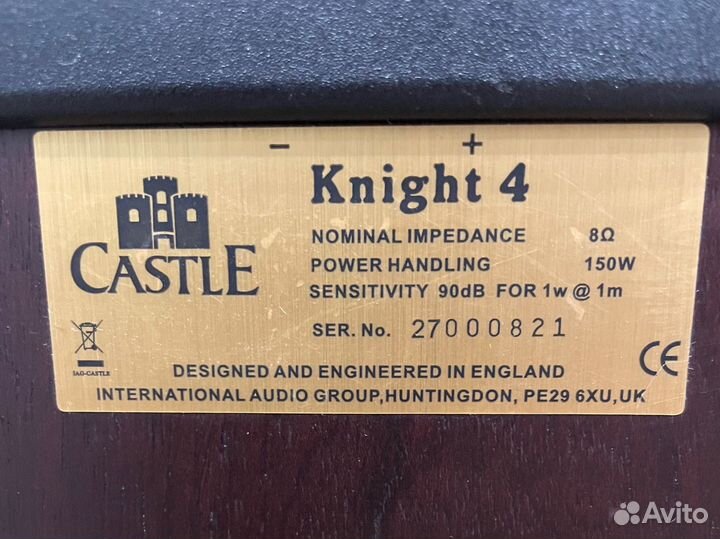 − +
Knight 4
CASTLE
NOMINAL IMPEDANCE 8Ω
POWER HANDLING 150W
SENSITIVITY 90dB FOR 1w @ 1m
SER. No. 27000821
IAG-CASTLE
CE
DESIGNED AND ENGINEERED IN ENGLAND
INTERNATIONAL AUDIO GROUP,HUNTINGDON, PE29 6XU,UK
Avito